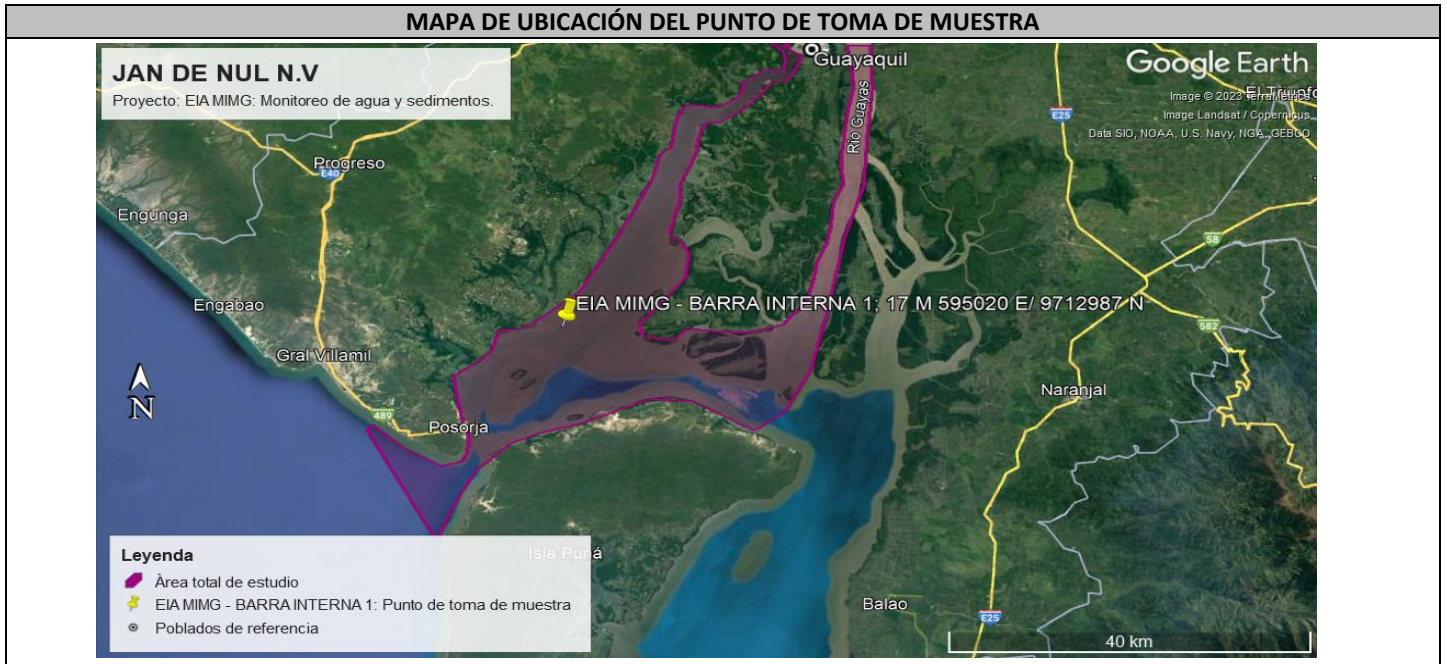 MAPA DE UBICACIÓN DEL PUNTO DE TOMA DE MUESTRA
JAN DE NUL N.V
Proyecto: EIA MIMG: Monitoreo de agua y sedimentos.
Guayaquil
Google Earth
El Triunfo
Image © 2023 TerraMetrics
Image Landsat / Copernicus
Data SIO, NOAA, U.S. Navy, NGA, GEBCO
E25
Río Guayas
Progreso
E40
Engunga
58
Engabao
EIA MIMG - BARRA INTERNA 1; 17 M 595020 E/ 9712987 N
582
Gral Villamil
N
Naranjal
489
Posorja
Leyenda
Isla Puná
Àrea total de estudio
EIA MIMG - BARRA INTERNA 1: Punto de toma de muestra
Poblados de referencia
Balao
E25
40 km